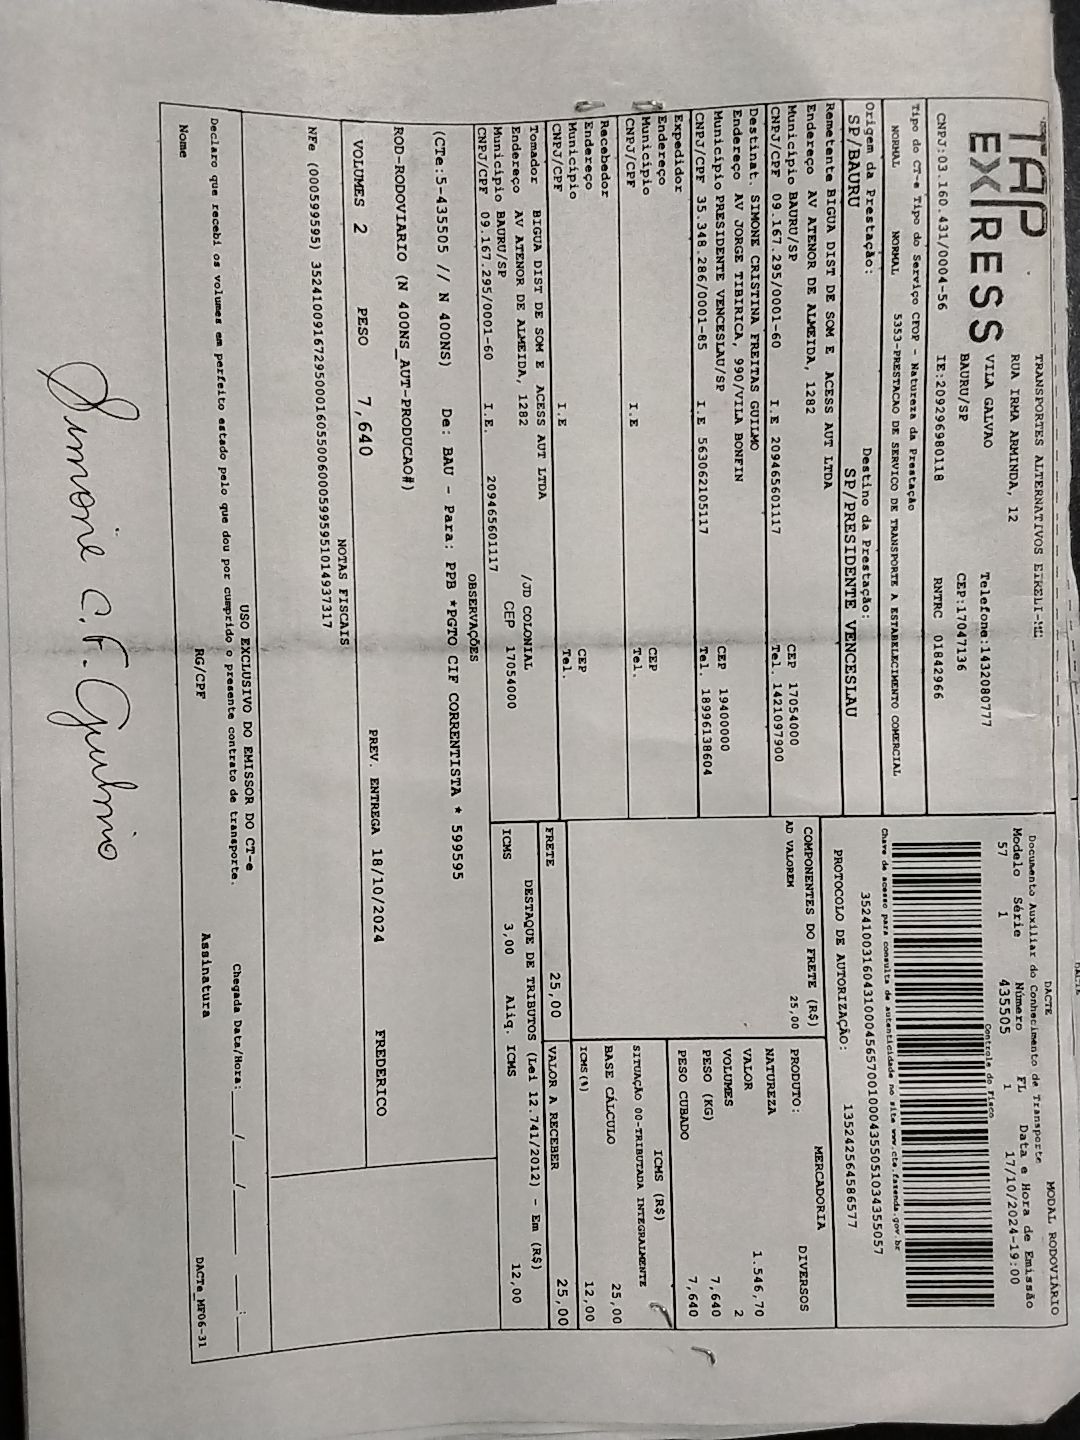 TAP
EXPRESS
TRANSPORTES ALTERNATIVOS EIRELI-ME
RUA IRMA ARMINDA, 12
VILA GALVAO Telefone:1432080777
BAURU/SP CEP:17047136
CNPJ:03.160.431/0004-56 IE:209296980118 RNTRC 01842966
Tipo do CT-e Tipo do Serviço CFOP - Natureza da Prestação
NORMAL NORMAL 5353-PRESTACAO DE SERVICO DE TRANSPORTE A ESTABELECIMENTO COMERCIAL
Origem da Prestação: Destino da Prestação:
SP/BAURU SP/PRESIDENTE VENCESLAU
Remetente BIGUA DIST DE SOM E ACESS AUT LTDA
Endereço AV ATENOR DE ALMEIDA, 1282
Município BAURU/SP CEP 17054000
CNPJ/CPF 09.167.295/0001-60 I.E 209465601117 Tel. 1421097900
Destinat. SIMONE CRISTINA FREITAS GUILMO
Endereço AV JORGE TIBIRICA, 990/VILA BONFIN
Município PRESIDENTE VENCESLAU/SP CEP 19400000
CNPJ/CPF 35.348.286/0001-85 I.E 563062105117 Tel. 18996138604
Expedidor
Endereço
Município CEP
CNPJ/CPF I.E Tel.
Recebedor
Endereço
Município CEP
CNPJ/CPF I.E Tel.
Tomador BIGUA DIST DE SOM E ACESS AUT LTDA
Endereço AV ATENOR DE ALMEIDA, 1282 /JD COLONIAL
Município BAURU/SP CEP 17054000
CNPJ/CPF 09.167.295/0001-60 I.E. 209465601117
DACTE MODAL RODOVIÁRIO
Documento Auxiliar do Conhecimento de Transporte
Modelo Série Número FL Data e Hora de Emissão
57 1 435505 1 17/10/2024-19:00
Controle do Fisco
Chave de acesso para consulta de autenticidade no site www.cte.fazenda.gov.br
35241003160431000456570010004355051034355057
PROTOCOLO DE AUTORIZAÇÃO: 135242564586577
COMPONENTES DO FRETE (R$)
AD VALOREM 25,00
FRETE 25,00
PRODUTO: MERCADORIA
NATUREZA DIVERSOS
VALOR 1.546,70
VOLUMES 2
PESO (KG) 7,640
PESO CUBADO 7,640
ICMS (R$)
SITUAÇÃO 00-TRIBUTADA INTEGRALMENTE
BASE CÁLCULO 25,00
ICMS (%) 12,00
VALOR A RECEBER 25,00
DESTAQUE DE TRIBUTOS (Lei 12.741/2012) - Em (R$)
ICMS 3,00 Aliq. ICMS 12,00
OBSERVAÇÕES
(CTe:5-435505 // N 400NS) De: BAU - Para: PPB *PGTO CIF CORRENTISTA * 599595
ROD-RODOVIARIO (N 400NS_AUT-PRODUCAO#)
VOLUMES 2 PESO 7,640 PREV. ENTREGA 18/10/2024 FREDERICO
NOTAS FISCAIS
NFe (000599595) 35241009167295000160550060005995951014937317
USO EXCLUSIVO DO EMISSOR DO CT-e
Declaro que recebi os volumes em perfeito estado pelo que dou por cumprido o presente contrato de transporte. Chegada Data/Hora: ____/____/______ ____:____
Nome RG/CPF Assinatura DACTe_MF06-31
Simone C. F. Guilmo